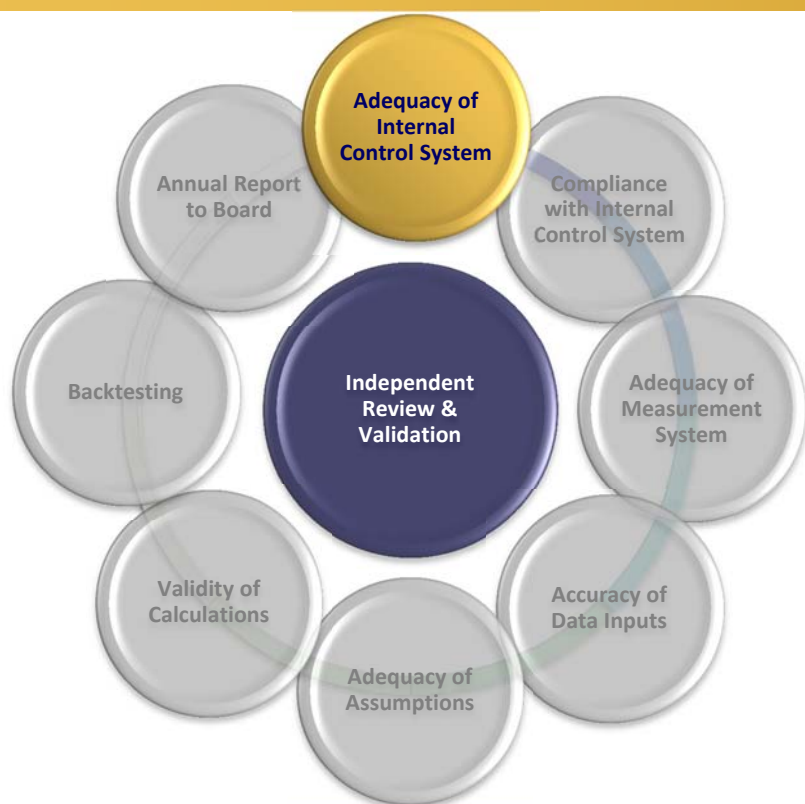 Adequacy of
Internal
Control System
Compliance
with Internal
Control System
Adequacy of
Measurement
System
Accuracy of
Data Inputs
Adequacy of
Assumptions
Validity of
Calculations
Backtesting
Annual Report
to Board
Independent
Review &
Validation